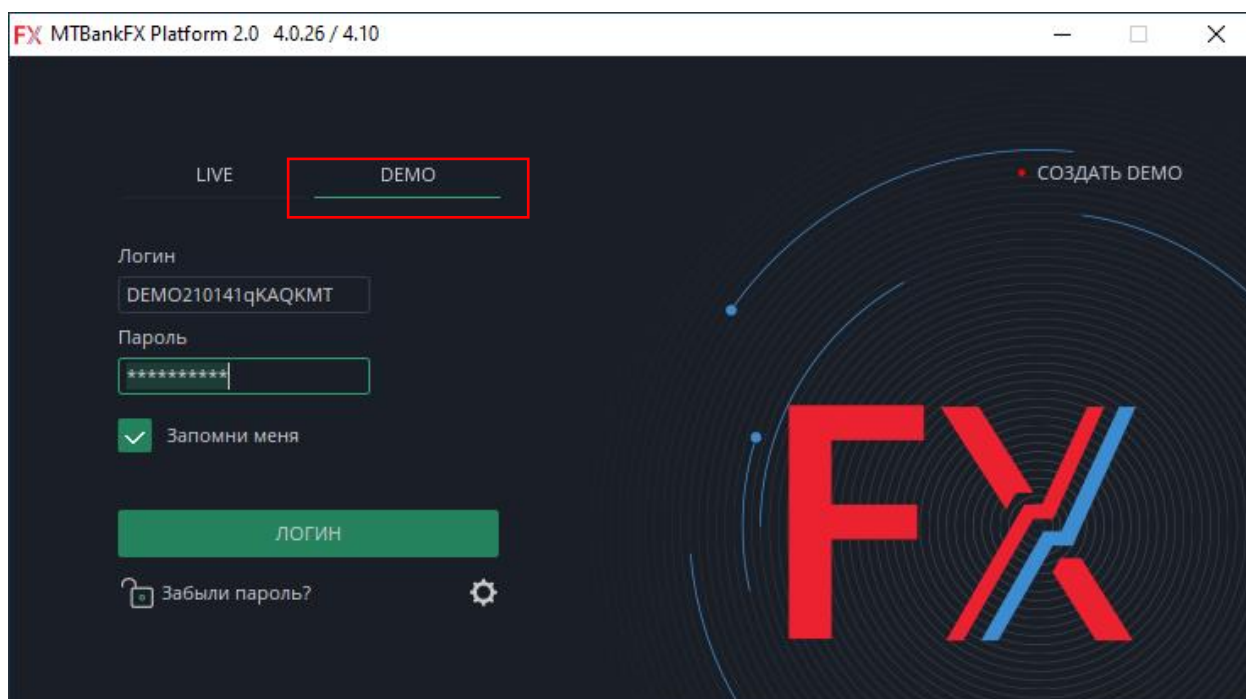 FX MTBankFX Platform 2.0 4.0.26 / 4.10
LIVE DEMO
СОЗДАТЬ DEMO
Логин
DEMO210141qKAQKMT
Пароль
**********
Запомни меня
ЛОГИН
Забыли пароль?
FX